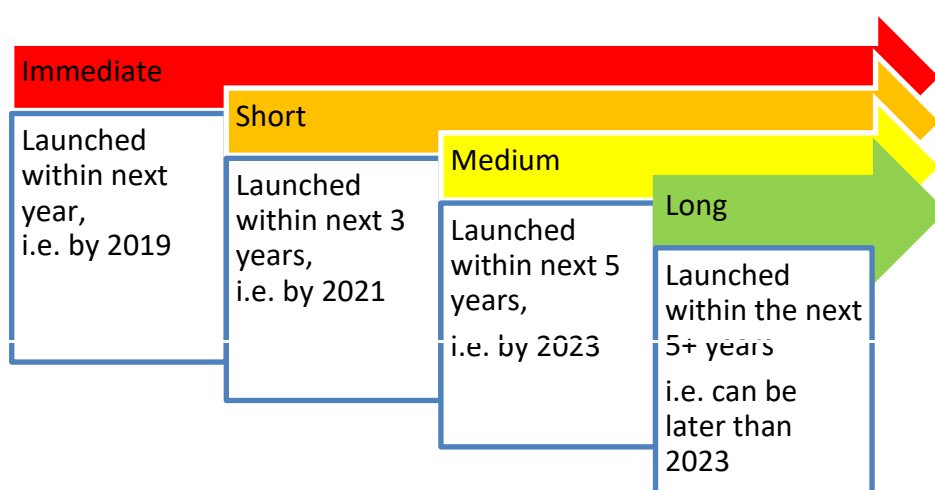 Immediate
Launched
within next
year,
i.e. by 2019
Short
Launched
within next 3
years,
i.e. by 2021
Medium
Launched
within next 5
years,
i.e. by 2023
Long
Launched
within the next
5+ years
i.e. can be
later than
2023